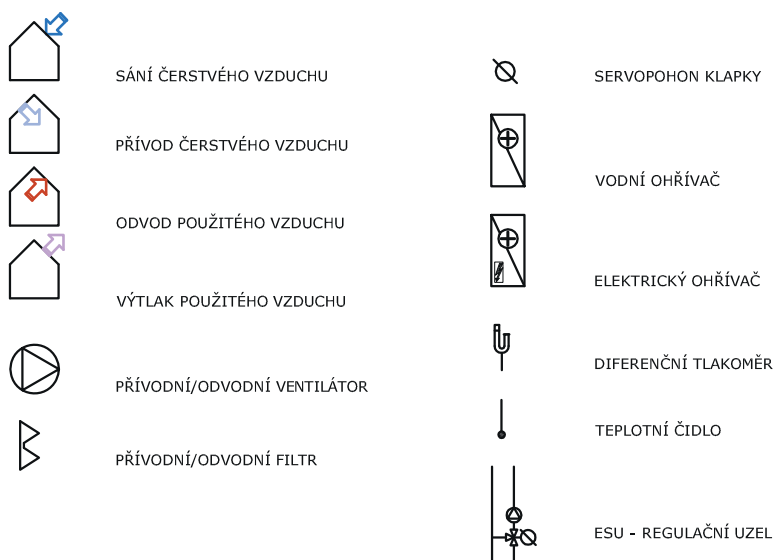 SÁNÍ ČERSTVÉHO VZDUCHU
PŘÍVOD ČERSTVÉHO VZDUCHU
ODVOD POUŽITÉHO VZDUCHU
VÝTLAK POUŽITÉHO VZDUCHU
PŘÍVODNÍ/ODVODNÍ VENTILÁTOR
PŘÍVODNÍ/ODVODNÍ FILTR
SERVOPOHON KLAPKY
VODNÍ OHŘÍVAČ
ELEKTRICKÝ OHŘÍVAČ
DIFERENČNÍ TLAKOMĚR
TEPLOTNÍ ČIDLO
ESU - REGULAČNÍ UZEL